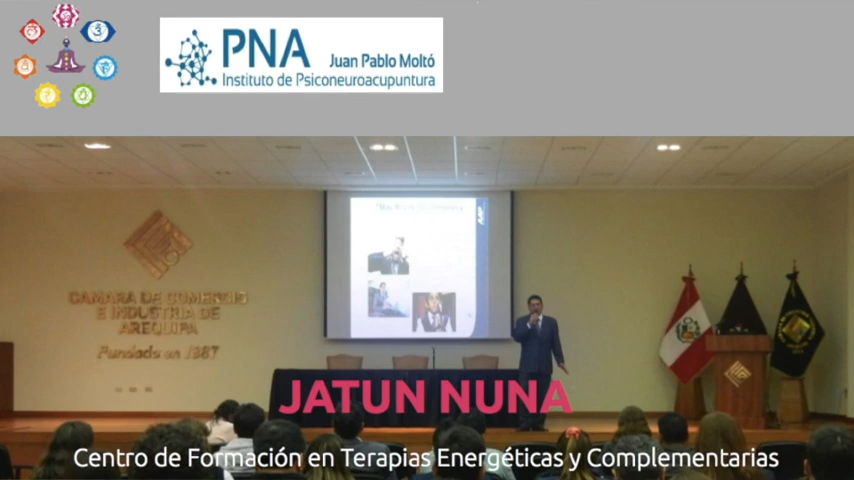 PNA
Juan Pablo Moltó
Instituto de Psiconeuroacupuntura
CAMARA DE COMERCIO
E INDUSTRIA DE
AREQUIPA
Fundada en 1887
JATUN NUNA
Centro de Formación en Terapias Energéticas y Complementarias